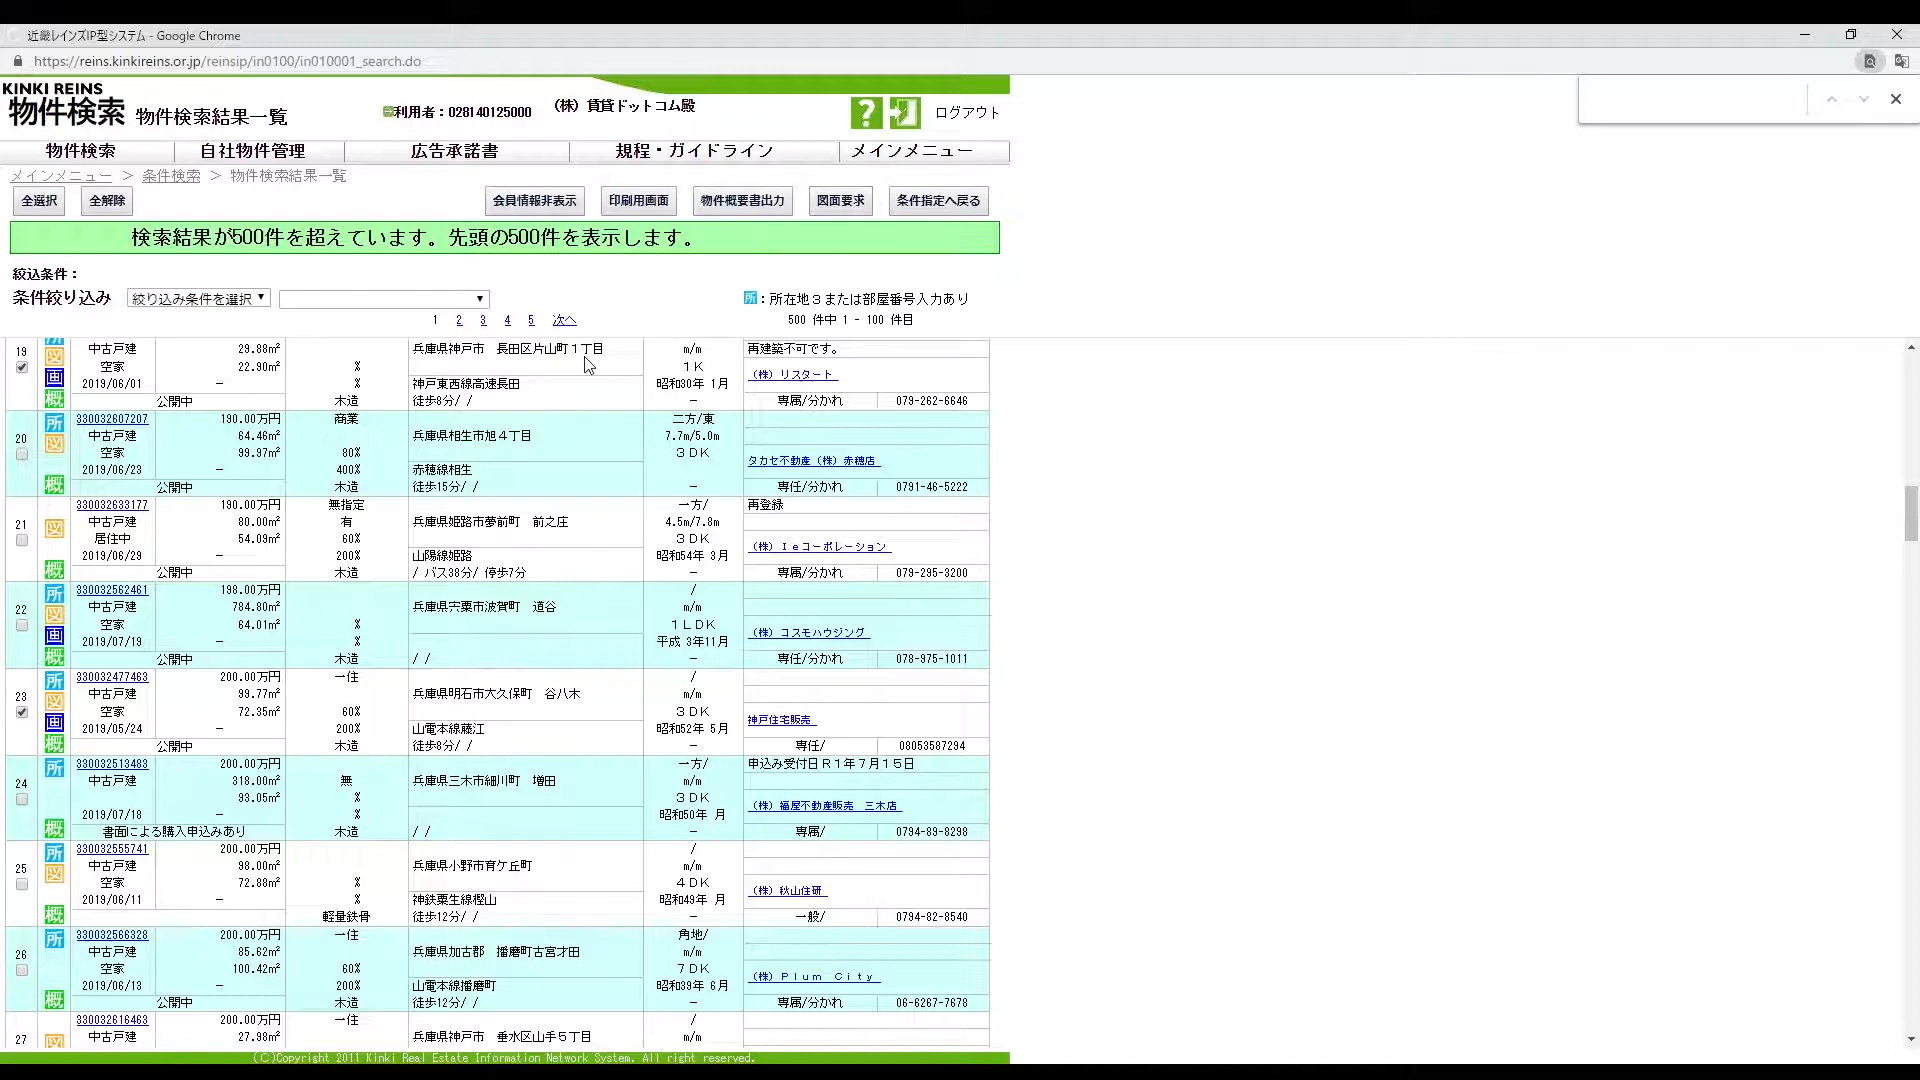 近畿レインズIP型システム - Google Chrome
https://reins.kinkireins.or.jp/reinsip/in0100/in010001_search.do
KINKI REINS
物件検索 物件検索結果一覧 利用者：028140125000 （株）賃貸ドットコム殿 ? ログアウト
物件検索 自社物件管理 広告承諾書 規程・ガイドライン メインメニュー
メインメニュー > 条件検索 > 物件検索結果一覧
全選択 全解除 会員情報非表示 印刷用画面 物件概要書出力 図面要求 条件指定へ戻る
検索結果が500件を超えています。先頭の500件を表示します。
絞込条件：
条件絞り込み 絞り込み条件を選択 所：所在地３または部屋番号入力あり
1 2 3 4 5 次へ 500 件中 1 - 100 件目
19 図 中古戸建 29.88m² 兵庫県神戸市　長田区片山町１丁目 m/m 再建築不可です。
空家 22.90m² % １Ｋ （株）リスタート
画 2019/06/01 － % 神戸東西線高速長田 昭和30年 1月
概 公開中 木造 徒歩8分/ / － 専属/分かれ 079-262-6646
所 330032607207 190.00万円 商業 二方/東
20 図 中古戸建 64.46m² 兵庫県相生市旭４丁目 7.7m/5.0m
空家 99.97m² 80% ３ＤＫ タカセ不動産（株）赤穂店
2019/06/23 － 400% 赤穂線相生
概 公開中 木造 徒歩15分/ / － 専任/分かれ 0791-46-5222
330032633177 190.00万円 無指定 一方/ 再登録
21 図 中古戸建 80.00m² 有 兵庫県姫路市夢前町　前之庄 4.5m/7.8m
居住中 54.09m² 60% ３ＤＫ （株）Ｉｅコーポレーション
2019/06/29 － 200% 山陽線姫路 昭和54年 3月
概 公開中 木造 / バス38分/ 停歩7分 － 専属/分かれ 079-295-3200
所 330032562461 198.00万円 /
22 図 中古戸建 784.80m² 兵庫県宍粟市波賀町　道谷 m/m
画 空家 64.01m² % １ＬＤＫ （株）コスモハウジング
2019/07/19 － % 平成 3年11月
概 公開中 木造 / / － 専任/分かれ 078-975-1011
所 330032477463 200.00万円 一住 /
23 図 中古戸建 99.77m² 兵庫県明石市大久保町　谷八木 m/m
画 空家 72.35m² 60% ３ＤＫ 神戸住宅販売
2019/05/24 － 200% 山電本線藤江 昭和52年 5月
概 公開中 木造 徒歩8分/ / － 専任/ 08053587294
所 330032513483 200.00万円 一方/ 申込み受付日Ｒ１年７月１５日
24 中古戸建 318.00m² 無 兵庫県三木市細川町　増田 m/m
93.05m² % ３ＤＫ （株）福屋不動産販売　三木店
2019/07/18 － % 昭和50年 月
概 書面による購入申込みあり 木造 / / － 専属/ 0794-89-8298
所 330032555741 200.00万円 /
25 図 中古戸建 98.00m² 兵庫県小野市育ケ丘町 m/m
空家 72.88m² % ４ＤＫ （株）秋山住研
2019/06/11 － % 神鉄粟生線樫山 昭和49年 月
概 軽量鉄骨 徒歩12分/ / － 一般/ 0794-82-8540
所 330032566328 200.00万円 一住 角地/
26 中古戸建 85.62m² 兵庫県加古郡　播磨町古宮才田 m/m
空家 100.42m² 60% ７ＤＫ （株）Ｐｌｕｍ　Ｃｉｔｙ
2019/06/13 － 200% 山電本線播磨町 昭和39年 6月
概 公開中 木造 徒歩12分/ / － 専属/分かれ 06-6267-7678
330032616463 200.00万円 一住 /
27 図 中古戸建 27.98m² 兵庫県神戸市　垂水区山手５丁目 m/m
(C)Copyright 2011 Kinki Real Estate Information Network System. All right reserved.